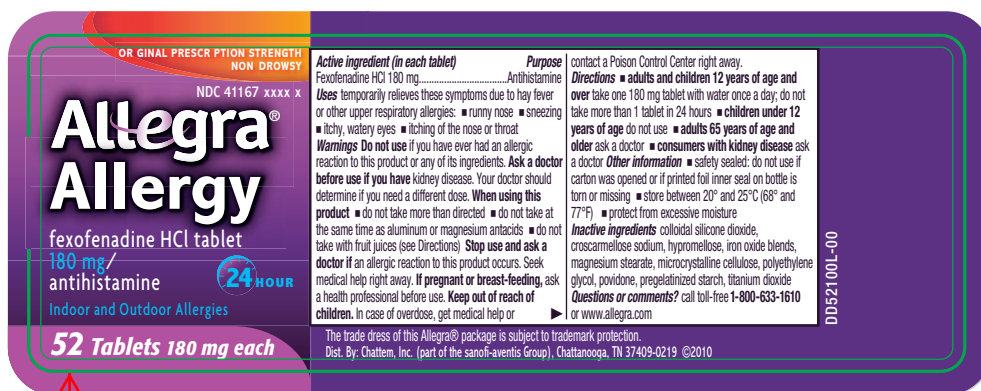 OR GINAL PRESCR PTION STRENGTH
NON DROWSY
NDC 41167 xxxx x
Allegra®
Allergy
fexofenadine HCl tablet
180 mg/
antihistamine
24 HOUR
Indoor and Outdoor Allergies
52 Tablets 180 mg each
Active ingredient (in each tablet) Purpose
Fexofenadine HCl 180 mg..................................Antihistamine
Uses temporarily relieves these symptoms due to hay fever
or other upper respiratory allergies: ■ runny nose ■ sneezing
■ itchy, watery eyes ■ itching of the nose or throat
Warnings Do not use if you have ever had an allergic
reaction to this product or any of its ingredients. Ask a doctor
before use if you have kidney disease. Your doctor should
determine if you need a different dose. When using this
product ■ do not take more than directed ■ do not take at
the same time as aluminum or magnesium antacids ■ do not
take with fruit juices (see Directions) Stop use and ask a
doctor if an allergic reaction to this product occurs. Seek
medical help right away. If pregnant or breast-feeding, ask
a health professional before use. Keep out of reach of
children. In case of overdose, get medical help or ▶
contact a Poison Control Center right away.
Directions ■ adults and children 12 years of age and
over take one 180 mg tablet with water once a day; do not
take more than 1 tablet in 24 hours ■ children under 12
years of age do not use ■ adults 65 years of age and
older ask a doctor ■ consumers with kidney disease ask
a doctor Other information ■ safety sealed: do not use if
carton was opened or if printed foil inner seal on bottle is
torn or missing ■ store between 20° and 25°C (68° and
77°F) ■ protect from excessive moisture
Inactive ingredients colloidal silicone dioxide,
croscarmellose sodium, hypromellose, iron oxide blends,
magnesium stearate, microcrystalline cellulose, polyethylene
glycol, povidone, pregelatinized starch, titanium dioxide
Questions or comments? call toll-free 1-800-633-1610
or www.allegra.com
DD52100L-00
The trade dress of this Allegra® package is subject to trademark protection.
Dist. By: Chattem, Inc. (part of the sanofi-aventis Group), Chattanooga, TN 37409-0219 ©2010